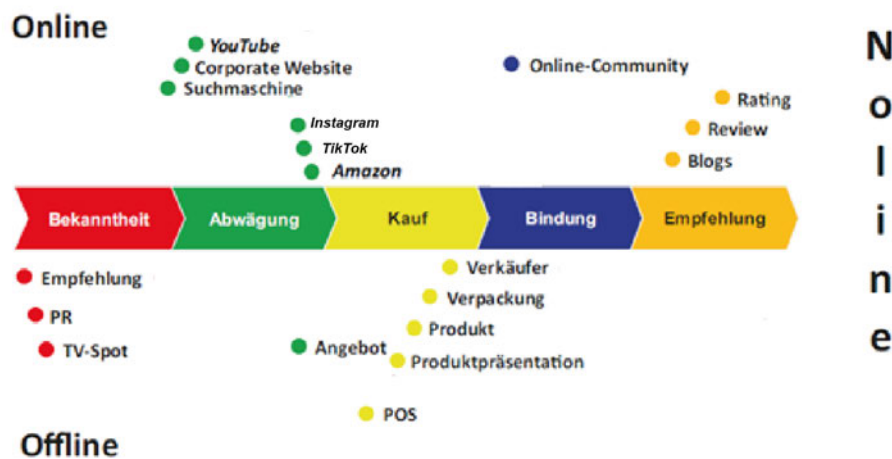 Online
YouTube
Corporate Website
Suchmaschine
Instagram
TikTok
Amazon
Online-Community
Rating
Review
Blogs
Bekanntheit
Abwägung
Kauf
Bindung
Empfehlung
Empfehlung
PR
TV-Spot
Angebot
Verkäufer
Verpackung
Produkt
Produktpräsentation
POS
Offline
N
o
l
i
n
e